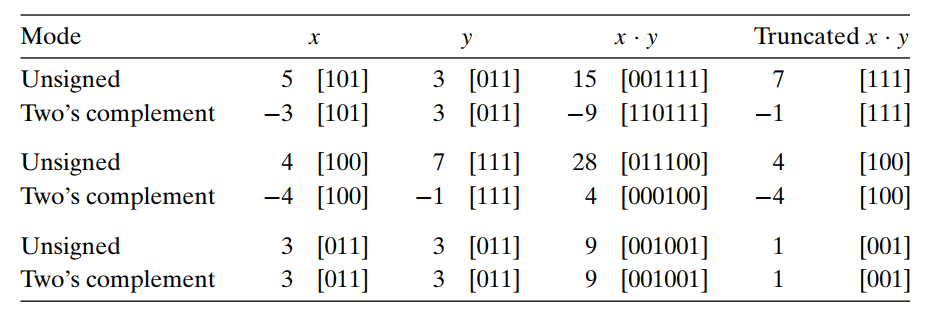 Mode x y x · y Truncated x · y
Unsigned 5 [101] 3 [011] 15 [001111] 7 [111]
Two’s complement −3 [101] 3 [011] −9 [110111] −1 [111]
Unsigned 4 [100] 7 [111] 28 [011100] 4 [100]
Two’s complement −4 [100] −1 [111] 4 [000100] −4 [100]
Unsigned 3 [011] 3 [011] 9 [001001] 1 [001]
Two’s complement 3 [011] 3 [011] 9 [001001] 1 [001]